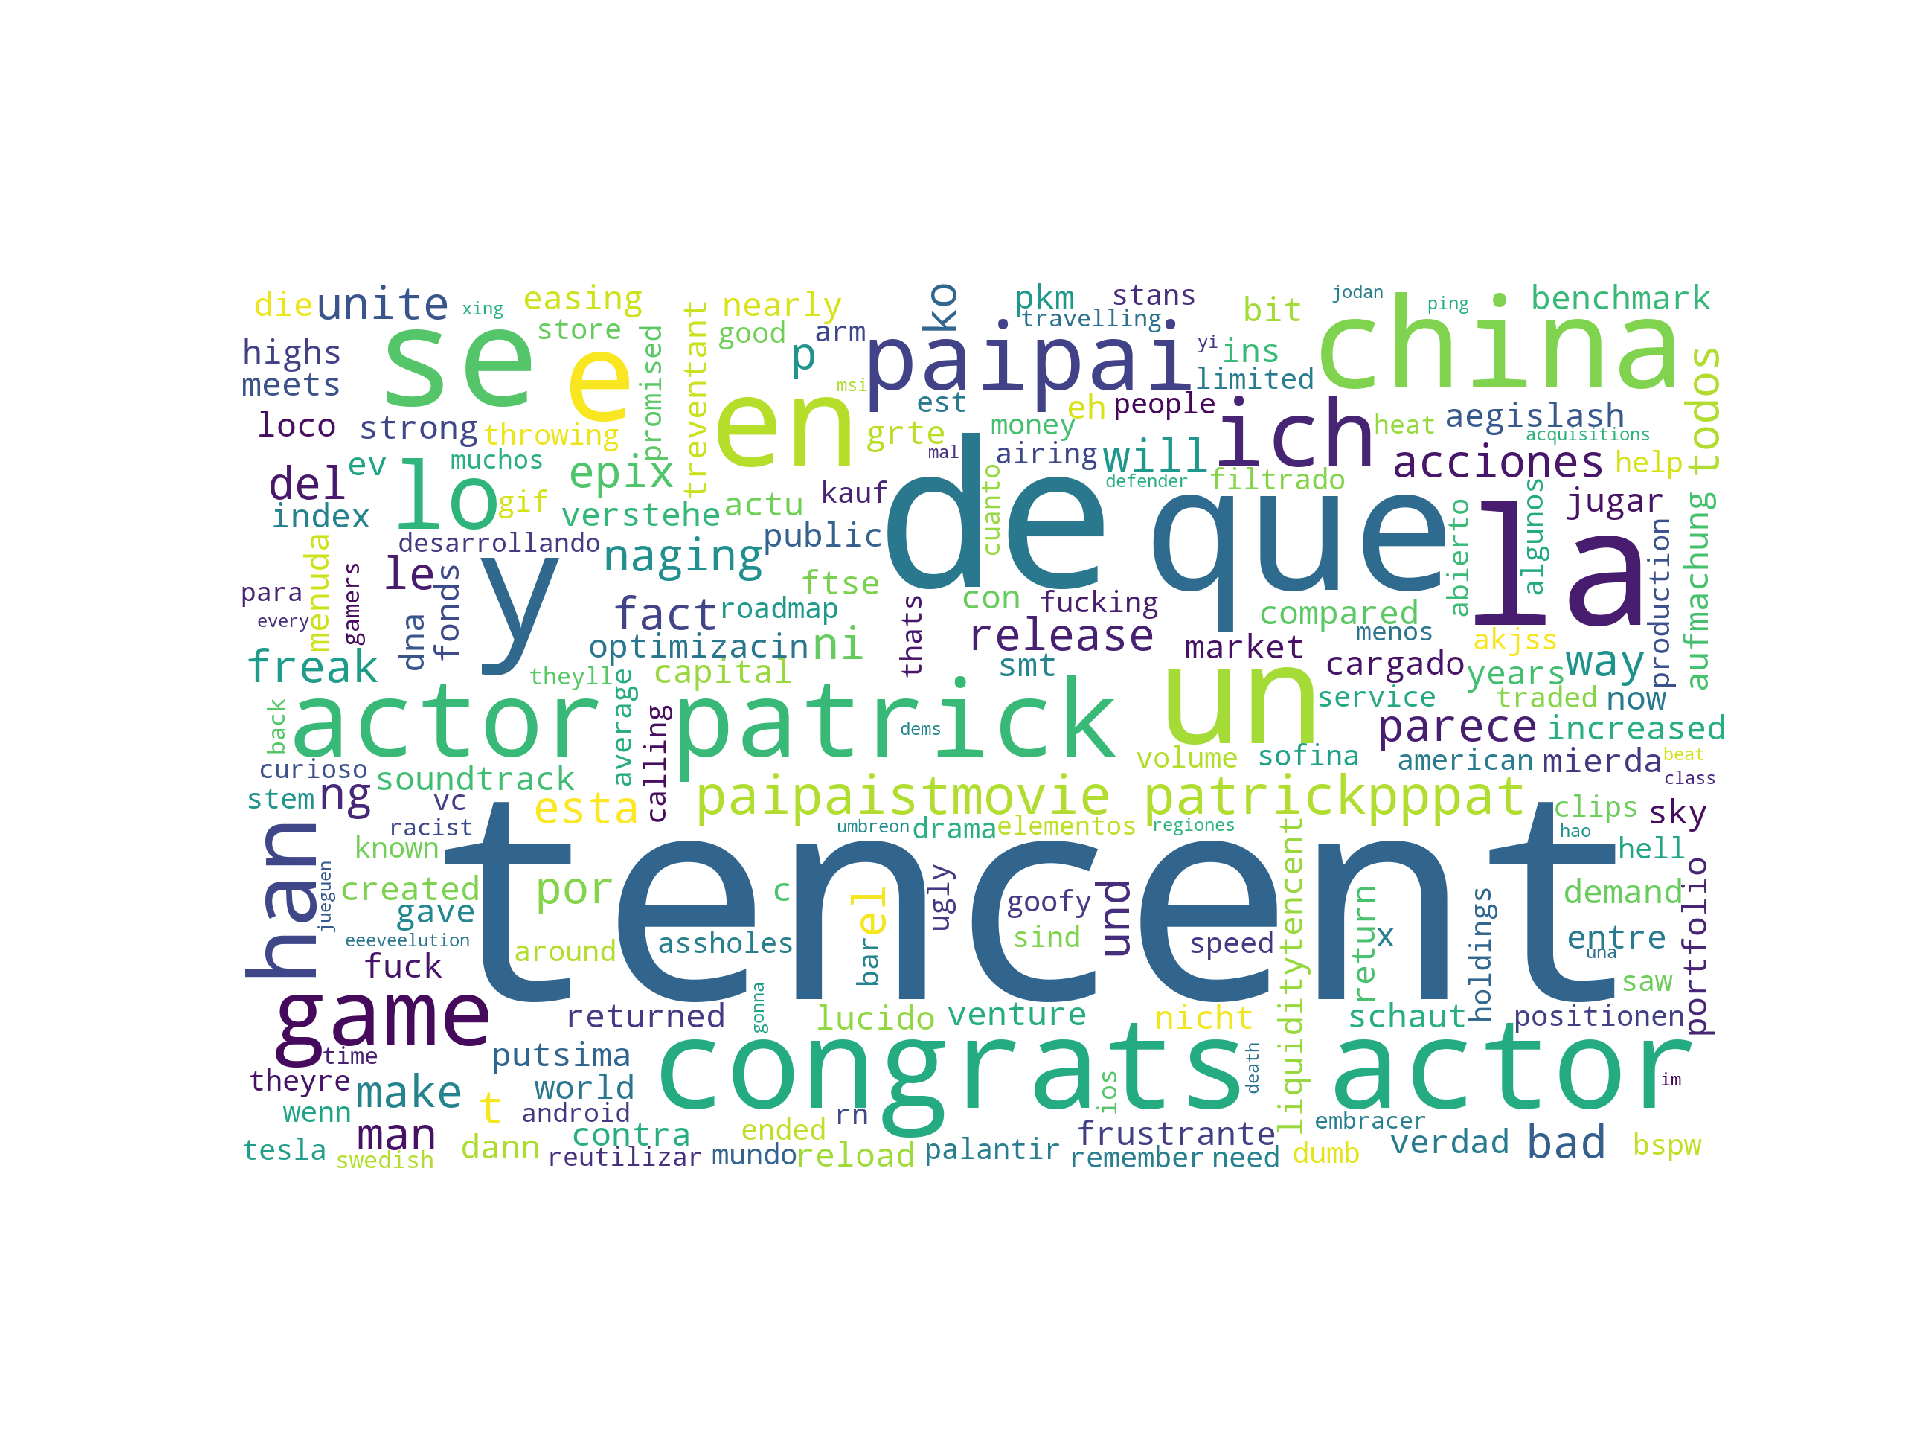 die unite xing easing nearly ko pkm stans bit jodan ping benchmark
highs se store e promised treventant good p arm paipai travelling yi ins china
meets msi est eh people limited todos
loco strong throwing en grte money ich heat aegislash
del ev lo muchos epix mal airing will acquisitions acciones help
index gif verstehe actu kauf de cuanto defender filtrado que la jugar
menuda desarrollando naging public abierto algunos aufmachung
para gamers le fonds y ftse con fucking production
every dna fact roadmap thats release compared menos akjss
freak optimizacin ni smt market cargado years way
theyll capital un service traded now
back actor average calling patrick dems parece increased
curioso soundtrack volume sofina american mierda beat
stem ng vc esta paipaistmovie patrickpppat class clips sky
racist umbreon drama elementos regiones hao
han known tencent hell
jueguen created por c el ugly goofy und liquiditytencent return demand portfolio
gave assholes bar sind speed x holdings entre
eeeveelution around una
fuck saw
game returned gonna lucido venture nicht schaut positionen
time putsima congrats death actor im
theyre make world ios
wenn t android rn embracer
man contra ended frustrante verdad bad
tesla swedish dann reutilizar mundo reload palantir remember need dumb bspw